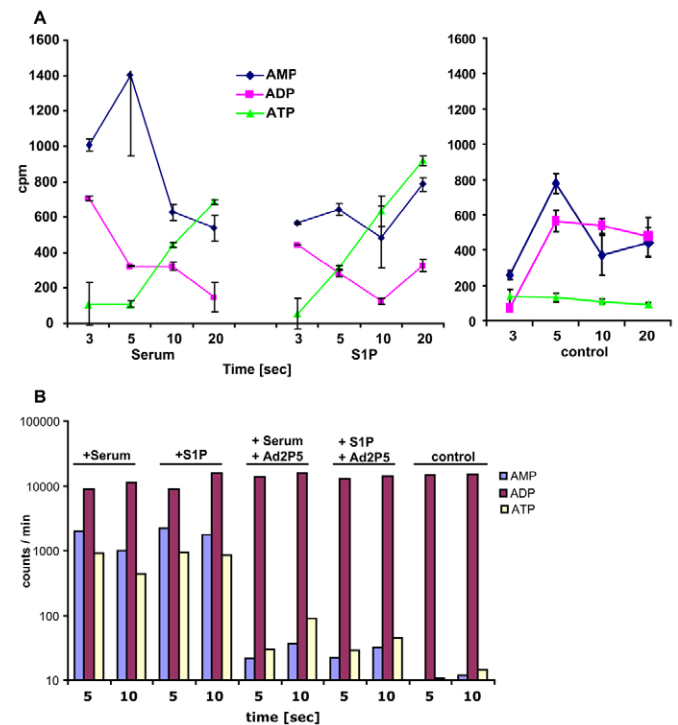 A
1600
1400
1200
1000
800
600
400
200
0
cpm
AMP
ADP
ATP
3 5 10 20 3 5 10 20
Serum S1P
Time [sec]
1600
1400
1200
1000
800
600
400
200
0
3 5 10 20
control
B
100000
10000
1000
100
10
counts / min
+Serum
+S1P
+ Serum
+ Ad2P5
+ S1P
+ Ad2P5
control
AMP
ADP
ATP
5 10 5 10 5 10 5 10 5 10
time [sec]